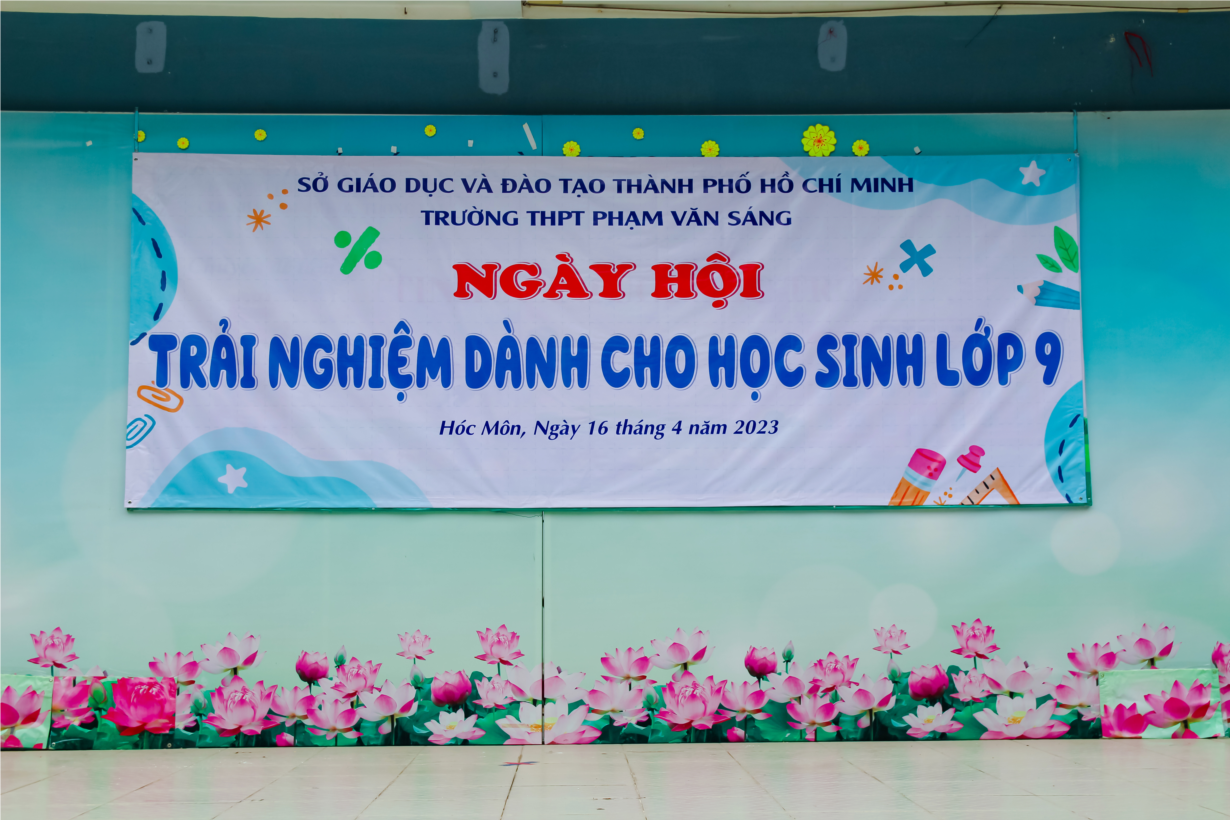 SỞ GIÁO DỤC VÀ ĐÀO TẠO THÀNH PHỐ HỒ CHÍ MINH
TRƯỜNG THPT PHẠM VĂN SÁNG
NGÀY HỘI
TRẢI NGHIỆM DÀNH CHO HỌC SINH LỚP 9
Hóc Môn, Ngày 16 tháng 4 năm 2023